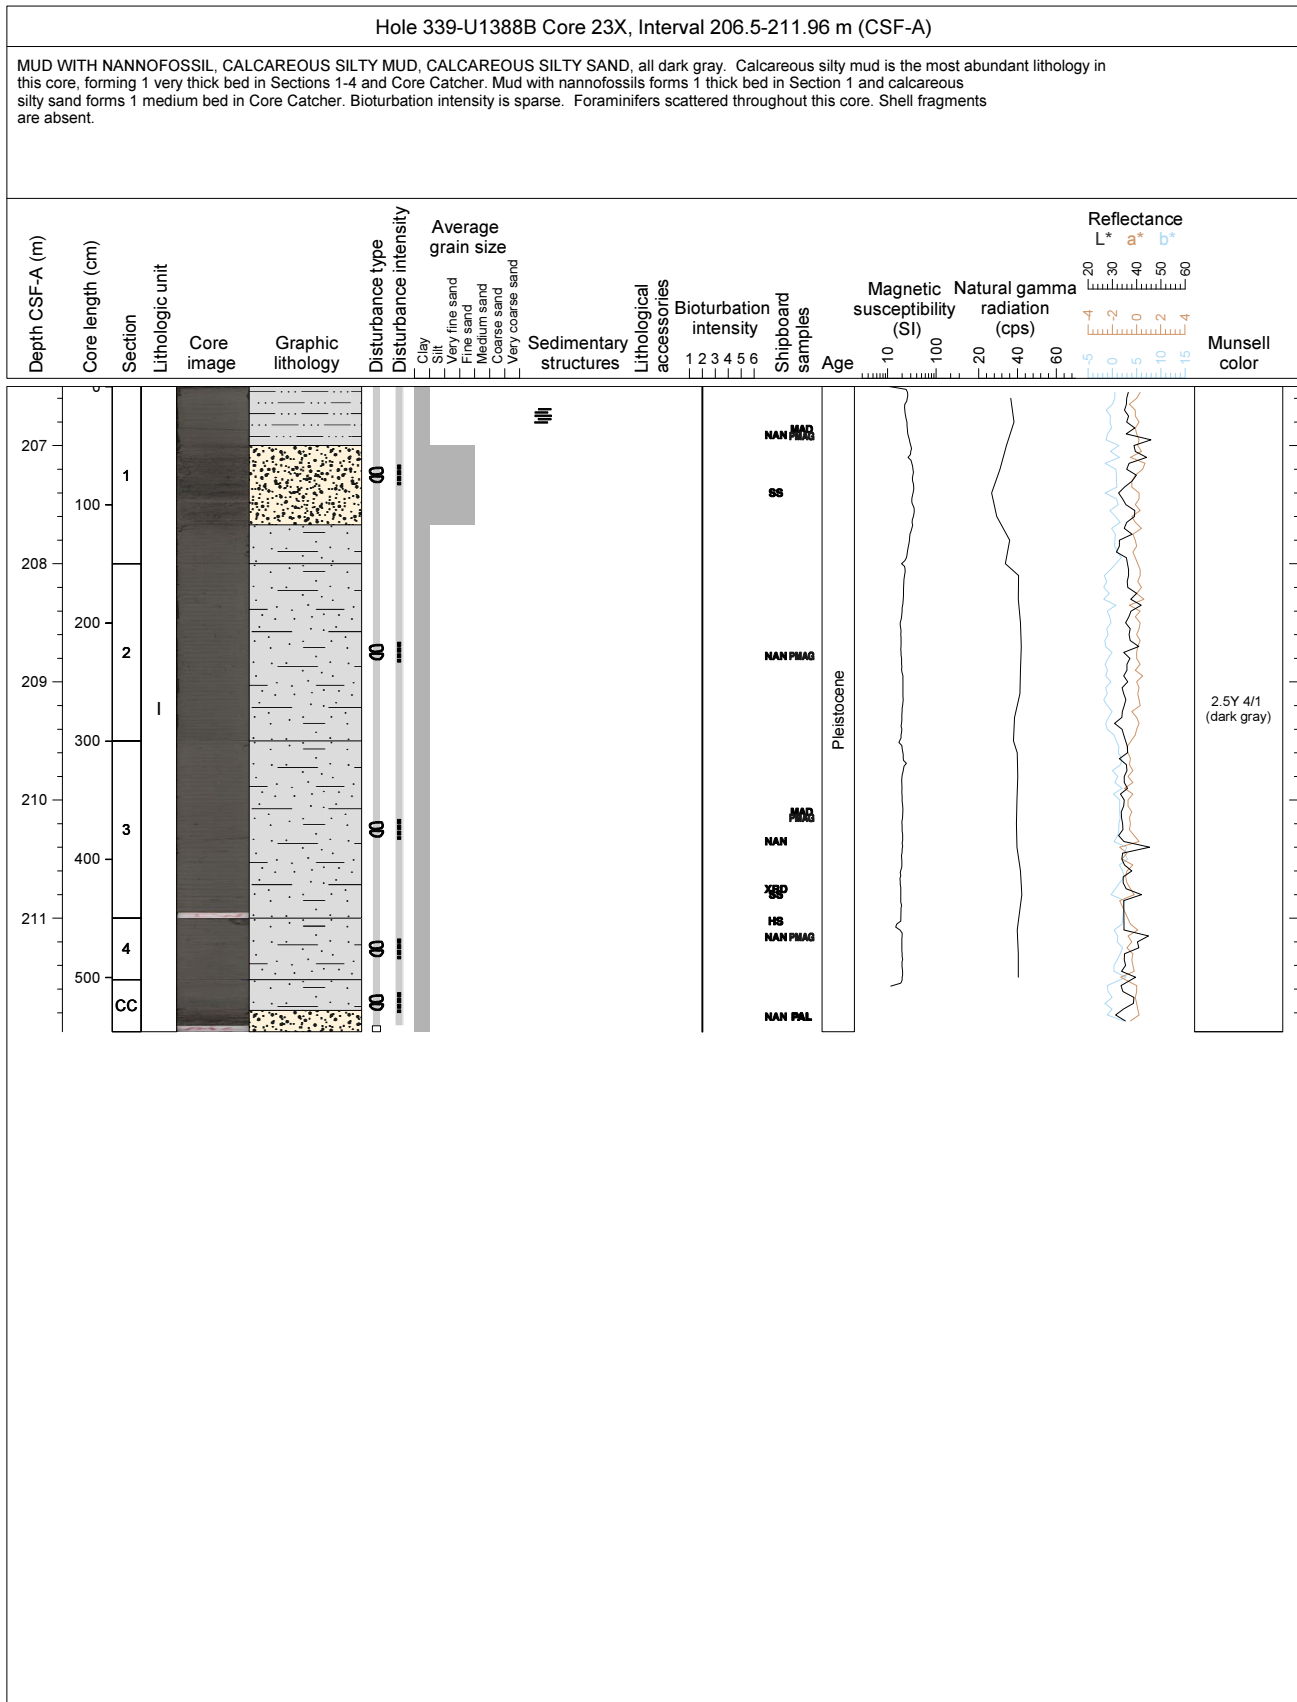 Hole 339-U1388B Core 23X, Interval 206.5-211.96 m (CSF-A)
MUD WITH NANNOFOSSIL, CALCAREOUS SILTY MUD, CALCAREOUS SILTY SAND, all dark gray. Calcareous silty mud is the most abundant lithology in
this core, forming 1 very thick bed in Sections 1-4 and Core Catcher. Mud with nannofossils forms 1 thick bed in Section 1 and calcareous
silty sand forms 1 medium bed in Core Catcher. Bioturbation intensity is sparse. Foraminifers scattered throughout this core. Shell fragments
are absent.
Depth CSF-A (m)
Core length (cm)
Section
Lithologic unit
Core
image
Graphic
lithology
Disturbance type
Disturbance intensity
Average
grain size
Clay
Silt
Very fine sand
Fine sand
Medium sand
Coarse sand
Very coarse sand
Sedimentary
structures
Lithological
accessories
Bioturbation
intensity
1 2 3 4 5 6
Shipboard
samples
Age
Magnetic
susceptibility
(SI)
10 100
Natural gamma
radiation
(cps)
20 40 60
Reflectance
L* a* b*
20 30 40 50 60
-4 -2 0 2 4
-5 0 5 10 15
Munsell
color
0
207
1
NAN MAD
PMAG
100
SS
208
200
2
NAN PMAG
209
I
Pleistocene
2.5Y 4/1
(dark gray)
300
210
MAD
PMAG
3
NAN
400
XRD
SS
211
HS
4
NAN PMAG
500
CC
NAN PAL